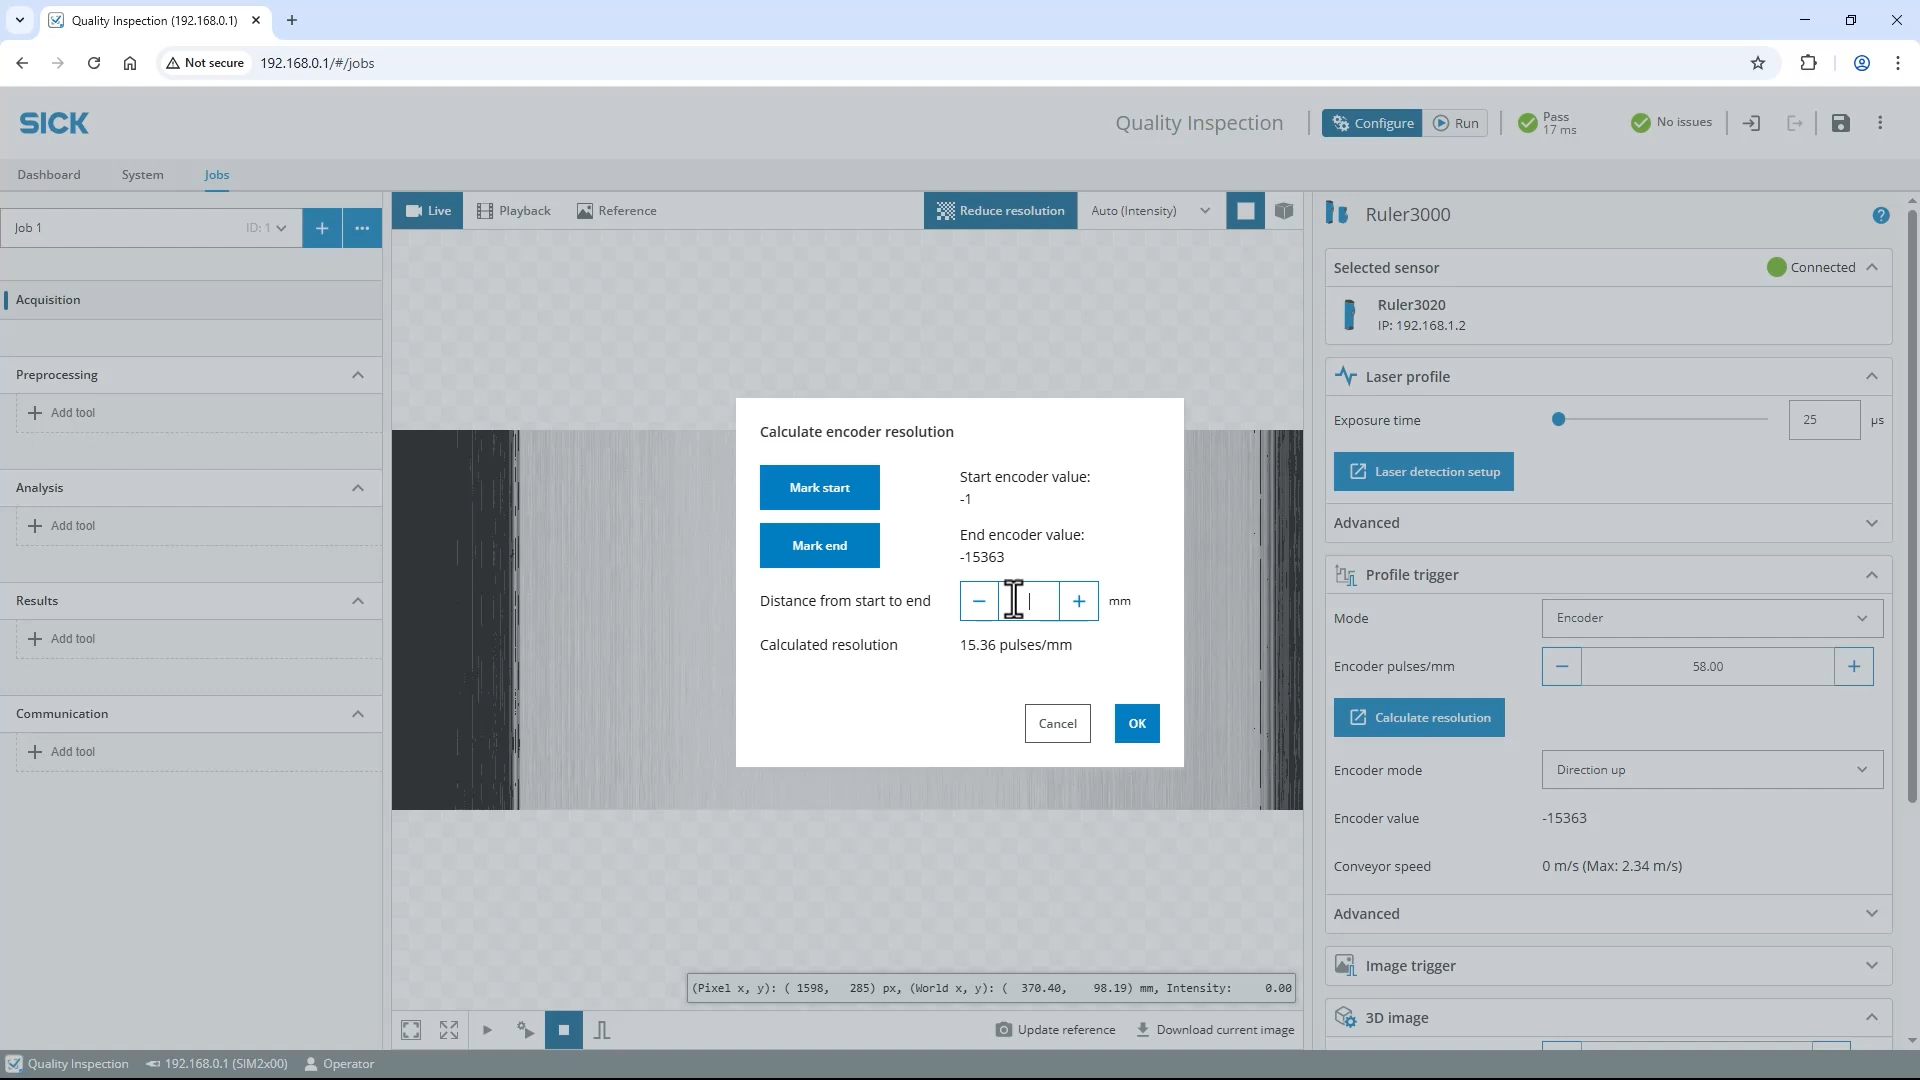 Quality Inspection (192.168.0.1)
Not secure
192.168.0.1/#/jobs
SICK
Quality Inspection
Configure
Run
Pass
17 ms
No issues
Dashboard
System
Jobs
Job 1
ID: 1
Live
Playback
Reference
Reduce resolution
Auto (Intensity)
Ruler3000
Selected sensor
Connected
Ruler3020
IP: 192.168.1.2
Acquisition
Preprocessing
Add tool
Analysis
Add tool
Results
Add tool
Communication
Add tool
Calculate encoder resolution
Mark start
Start encoder value:
-1
Mark end
End encoder value:
-15363
Distance from start to end
mm
Calculated resolution
15.36 pulses/mm
Cancel
OK
Laser profile
Exposure time
25
µs
Laser detection setup
Advanced
Profile trigger
Mode
Encoder
Encoder pulses/mm
58.00
Calculate resolution
Encoder mode
Direction up
Encoder value
-15363
Conveyor speed
0 m/s (Max: 2.34 m/s)
Advanced
Image trigger
3D image
(Pixel x, y): ( 1598, 285) px, (World x, y): ( 370.40, 98.19) mm, Intensity: 0.00
Update reference
Download current image
Quality Inspection
192.168.0.1 (SIM2x00)
Operator